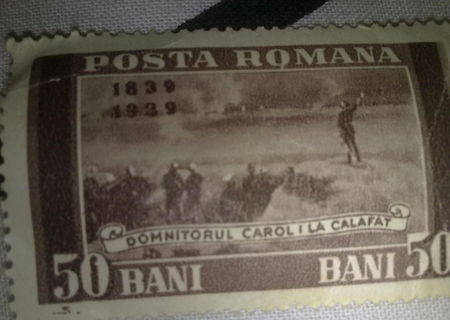 POSTA ROMANA
1839
1939
DOMNITORUL CAROL I LA CALAFAT
50 BANI BANI 50